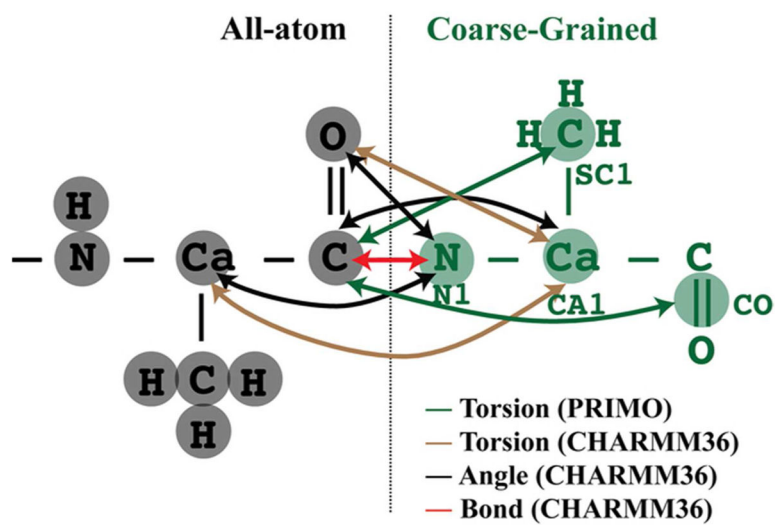 All-atom Coarse-Grained
H
O H C H
SC1
H
N Ca C N Ca C
N1 CA1 CO
O
H C H
H
Torsion (PRIMO)
Torsion (CHARMM36)
Angle (CHARMM36)
Bond (CHARMM36)